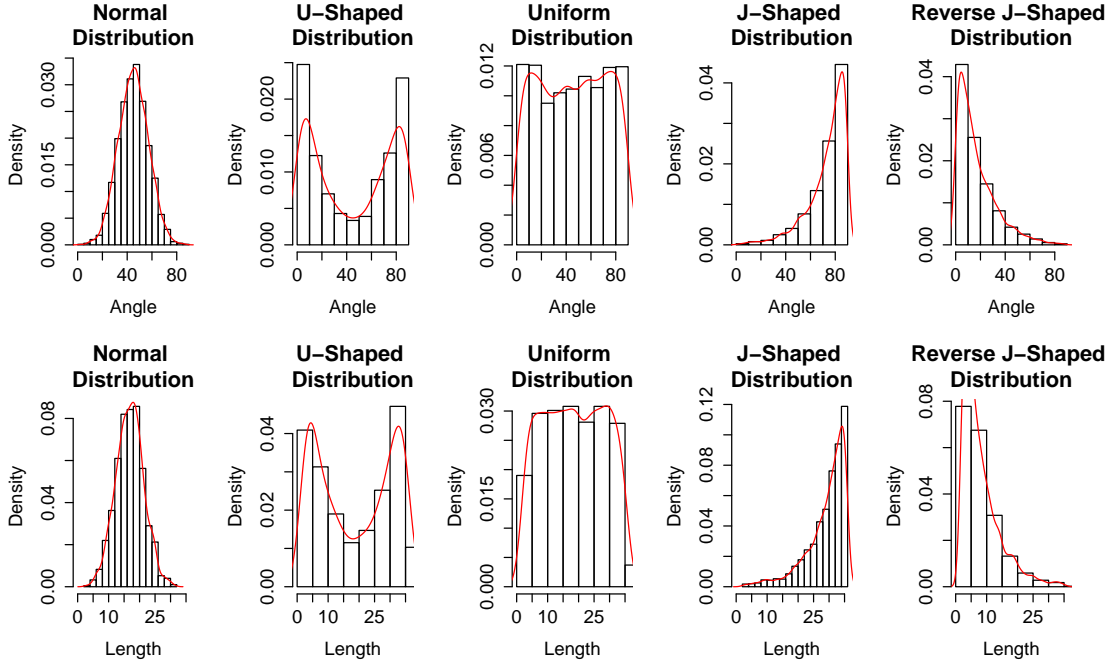 Normal
Distribution
U−Shaped
Distribution
Uniform
Distribution
J−Shaped
Distribution
Reverse J−Shaped
Distribution
Density
0.000
0.015
0.030
0 40 80
Angle
Density
0.000
0.010
0.020
0 40 80
Angle
Density
0.000
0.006
0.012
0 40 80
Angle
Density
0.00
0.02
0.04
0 40 80
Angle
Density
0.00
0.02
0.04
0 40 80
Angle
Normal
Distribution
U−Shaped
Distribution
Uniform
Distribution
J−Shaped
Distribution
Reverse J−Shaped
Distribution
Density
0.00
0.04
0.08
0 25
Length
Density
0.00
0.02
0.04
0 25
Length
Density
0.000
0.015
0.030
0 25
Length
Density
0.00
0.04
0.08
0.12
0 10 25
Length
Density
0.00
0.04
0.08
0 10 25
Length